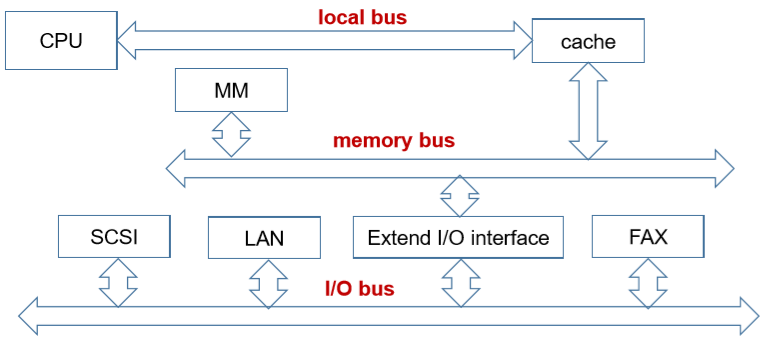 local bus
CPU
cache
MM
memory bus
SCSI
LAN
Extend I/O interface
FAX
I/O bus